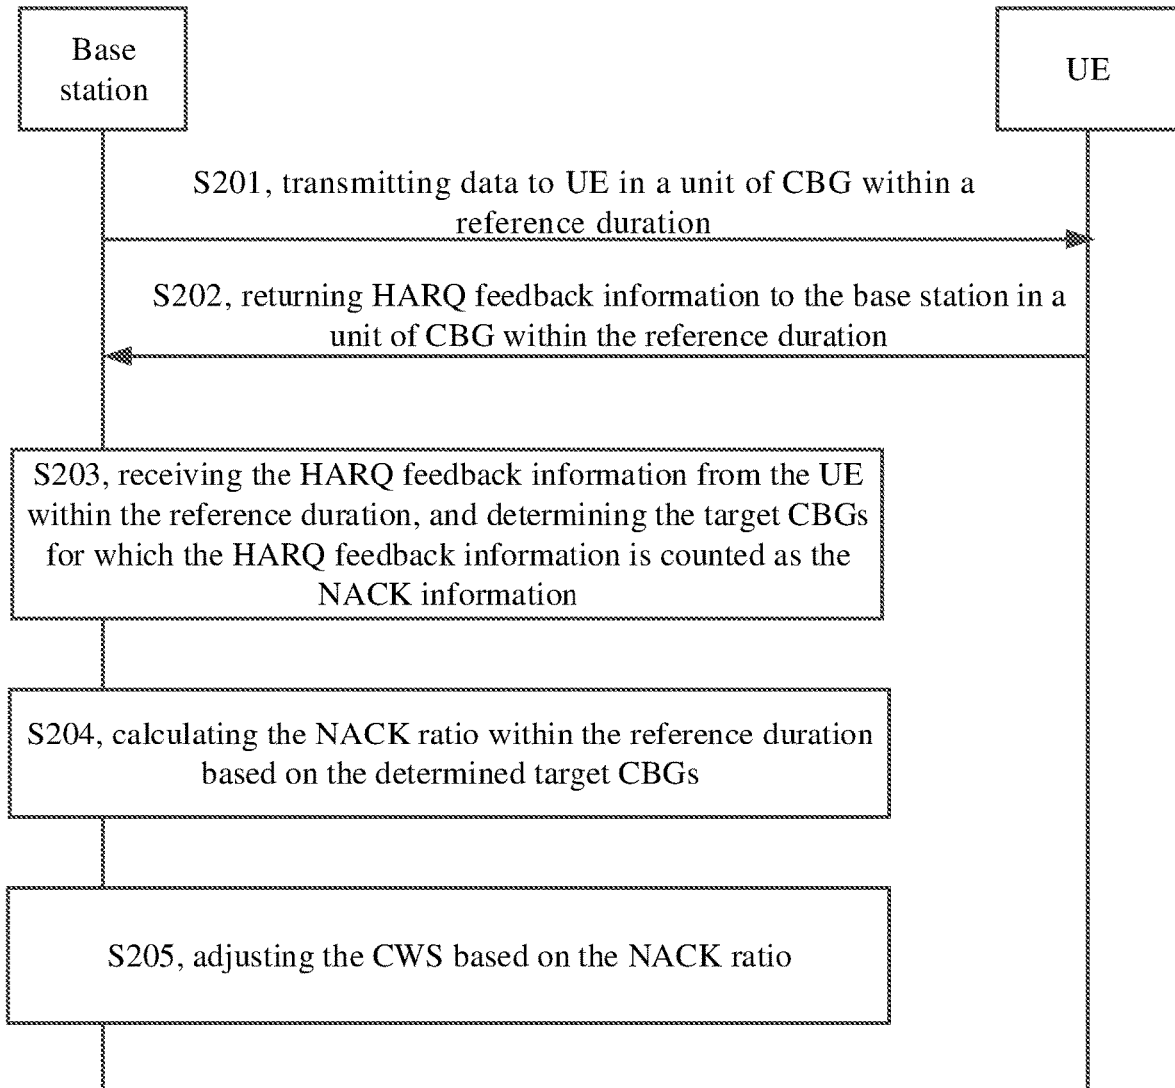 Base
station
UE
S201, transmitting data to UE in a unit of CBG within a
reference duration
S202, returning HARQ feedback information to the base station in a
unit of CBG within the reference duration
S203, receiving the HARQ feedback information from the UE
within the reference duration, and determining the target CBGs
for which the HARQ feedback information is counted as the
NACK information
S204, calculating the NACK ratio within the reference duration
based on the determined target CBGs
S205, adjusting the CWS based on the NACK ratio